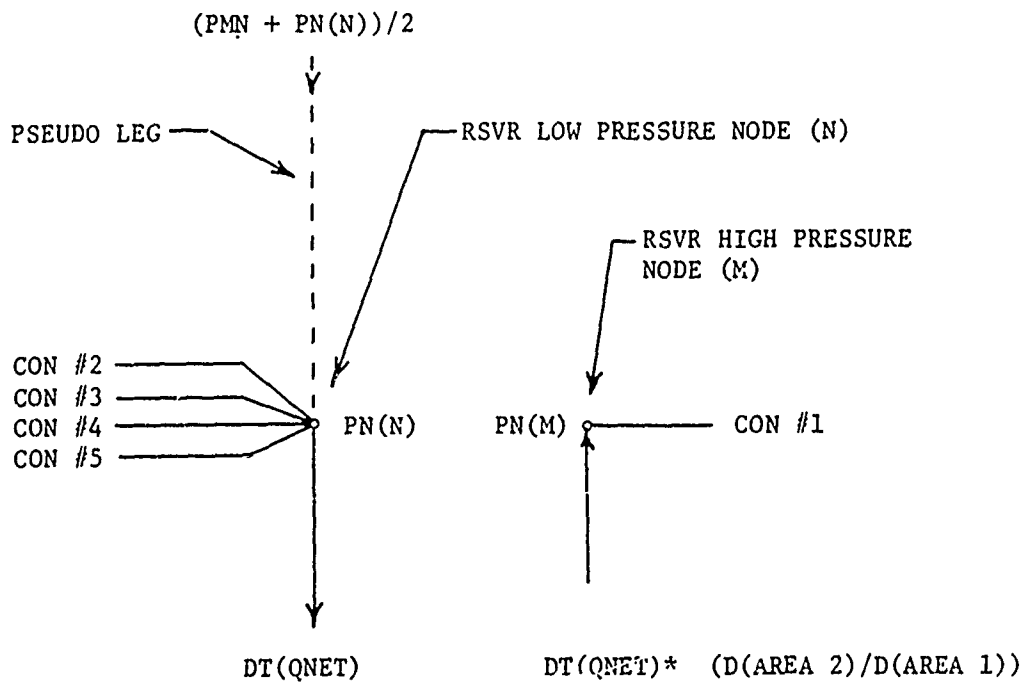 (PMN + PN(N))/2
PSEUDO LEG
RSVR LOW PRESSURE NODE (N)
RSVR HIGH PRESSURE
NODE (M)
CON #2
CON #3
CON #4
CON #5
PN(N)
PN(M)
CON #1
DT(QNET)
DT(QNET)* (D(AREA 2)/D(AREA 1))